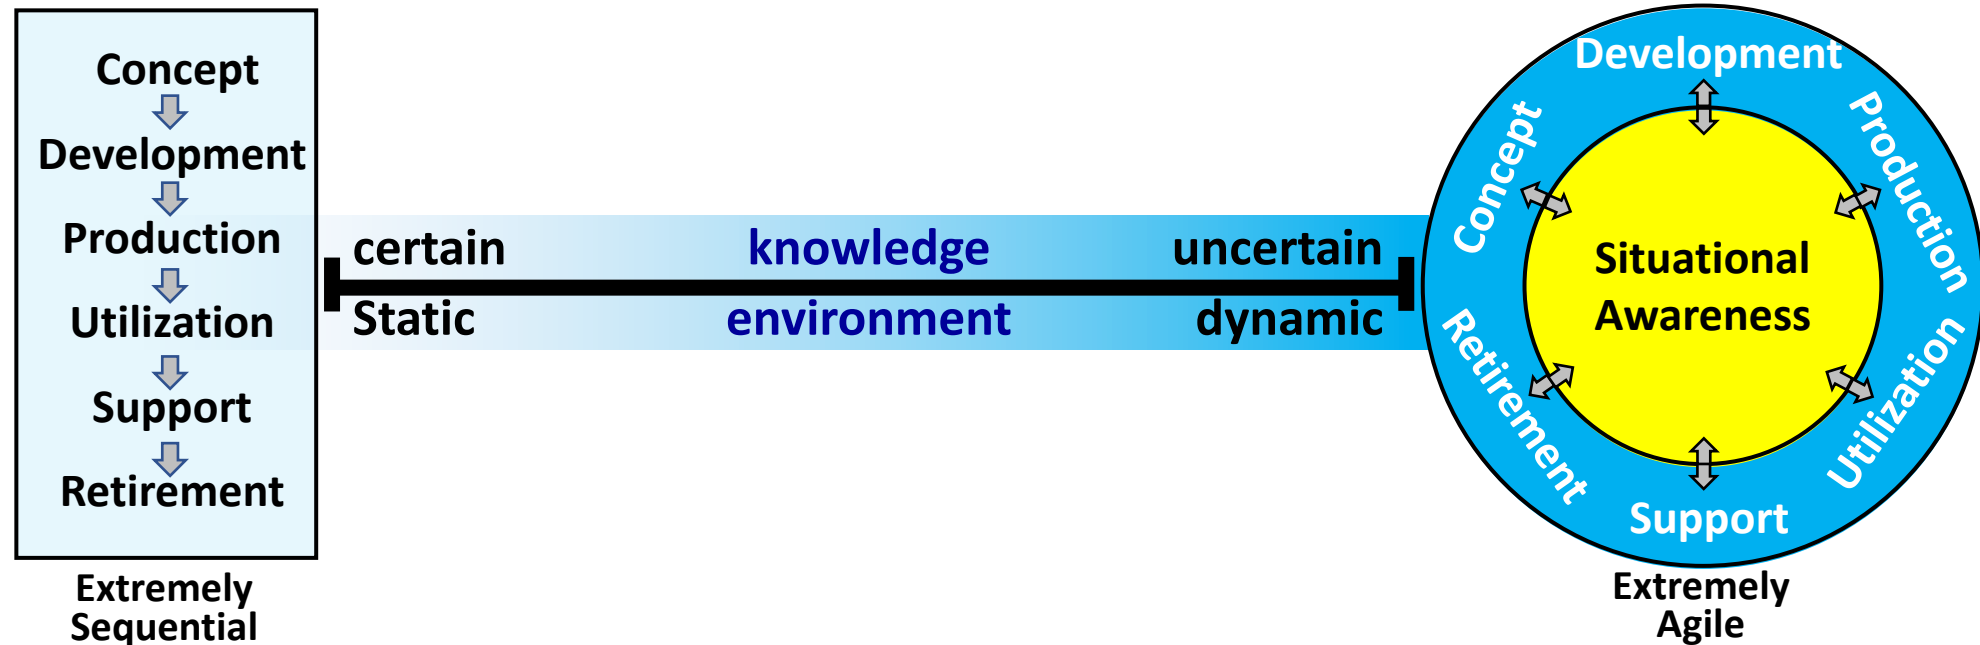 Concept
Development
Production
Utilization
Support
Retirement
Extremely
Sequential
certain knowledge uncertain
Static environment dynamic
Development
Concept
Production
Situational
Awareness
Retirement
Utilization
Support
Extremely
Agile